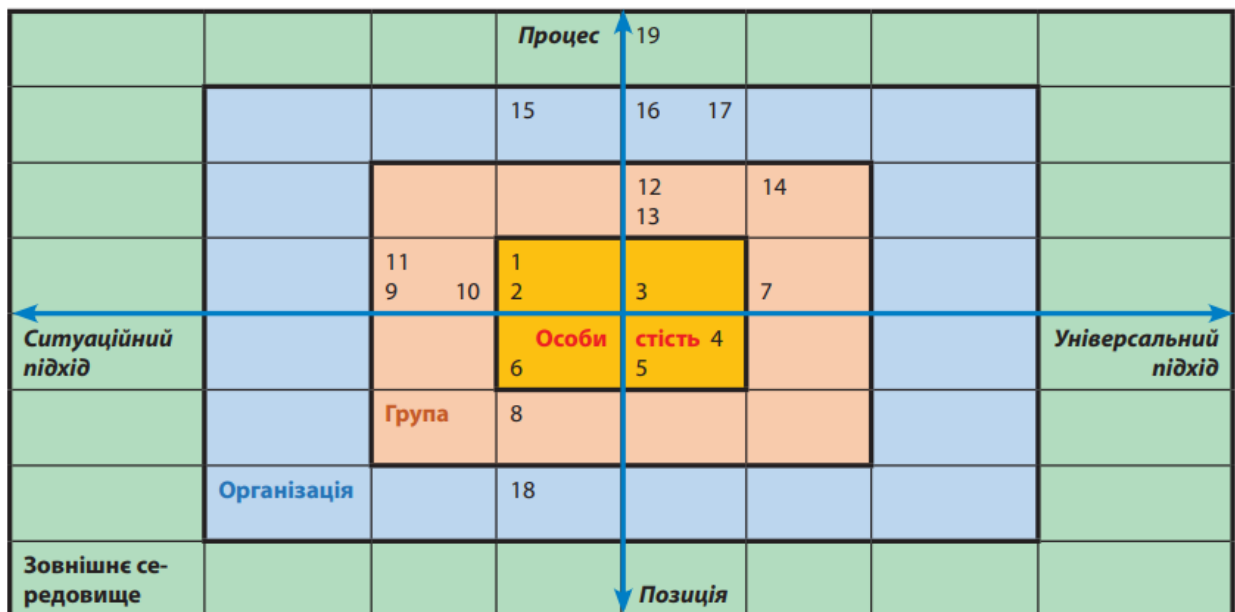 Процес 19
15 16 17
12 14
13
11 1
9 10 2 3 7
Ситуаційний Особи стість 4 Універсальний
підхід 6 5 підхід
Група 8
Організація 18
Зовнішнє се-
редовище Позиція